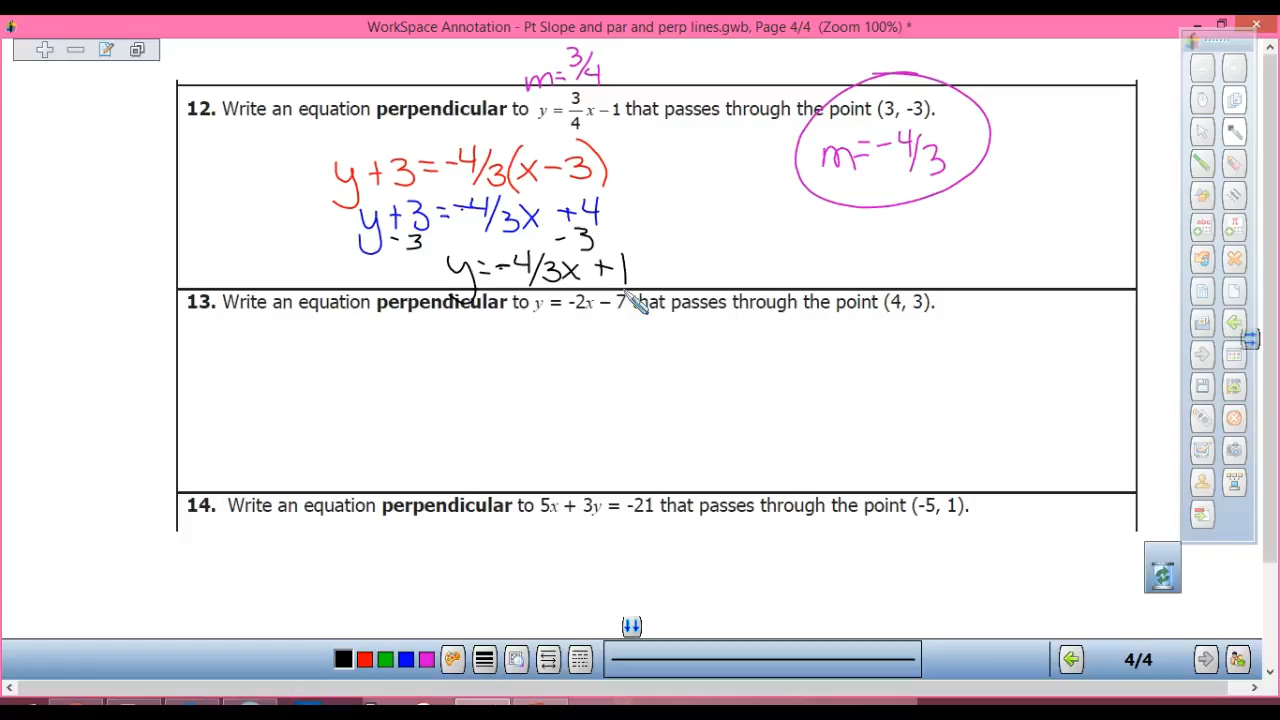 WorkSpace Annotation - Pt Slope and par and perp lines.gwb, Page 4/4 (Zoom 100%) *
m=3/4
12. Write an equation perpendicular to y = 3/4 x − 1 that passes through the point (3, -3).
m=-4/3
y+3=-4/3(x-3)
y+3=-4/3x +4
-3 -3
y=-4/3x +1
13. Write an equation perpendicular to y = -2x – 7 that passes through the point (4, 3).
14. Write an equation perpendicular to 5x + 3y = -21 that passes through the point (-5, 1).
4/4